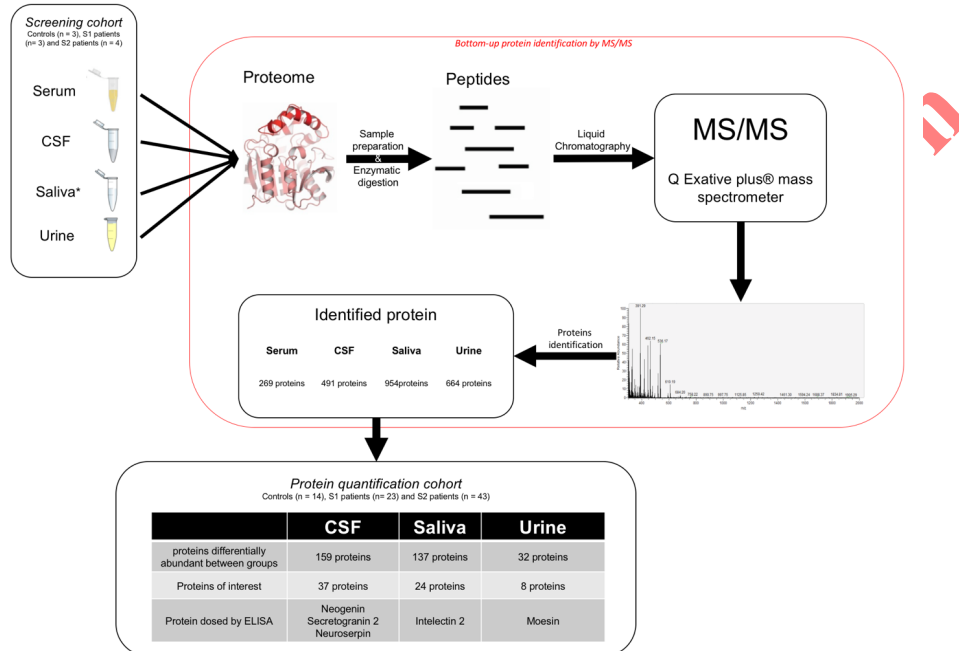 Screening cohort
Controls (n = 3), S1 patients
(n= 3) and S2 patients (n = 4)
Serum
CSF
Saliva*
Urine
Bottom-up protein identification by MS/MS
Proteome
Sample
preparation
&
Enzymatic
digestion
Peptides
Liquid
Chromatography
MS/MS
Q Exative plus® mass
spectrometer
Proteins
identification
Identified protein
Serum CSF Saliva Urine
269 proteins 491 proteins 954proteins 664 proteins
Protein quantification cohort
Controls (n = 14), S1 patients (n= 23) and S2 patients (n = 43)
CSF Saliva Urine
proteins differentially
abundant between groups
159 proteins 137 proteins 32 proteins
Proteins of interest 37 proteins 24 proteins 8 proteins
Protein dosed by ELISA
Neogenin
Secretogranin 2
Neuroserpin
Intelectin 2
Moesin